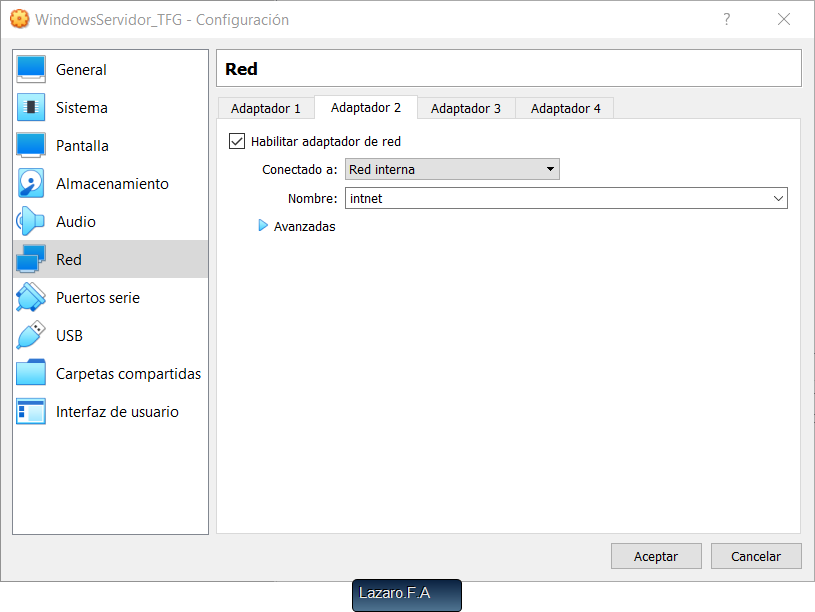 WindowsServidor_TFG - Configuración
?
General
Sistema
Pantalla
Almacenamiento
Audio
Red
Puertos serie
USB
Carpetas compartidas
Interfaz de usuario
Red
Adaptador 1 Adaptador 2 Adaptador 3 Adaptador 4
Habilitar adaptador de red
Conectado a: Red interna
Nombre: intnet
Avanzadas
Aceptar Cancelar
Lazaro.F.A